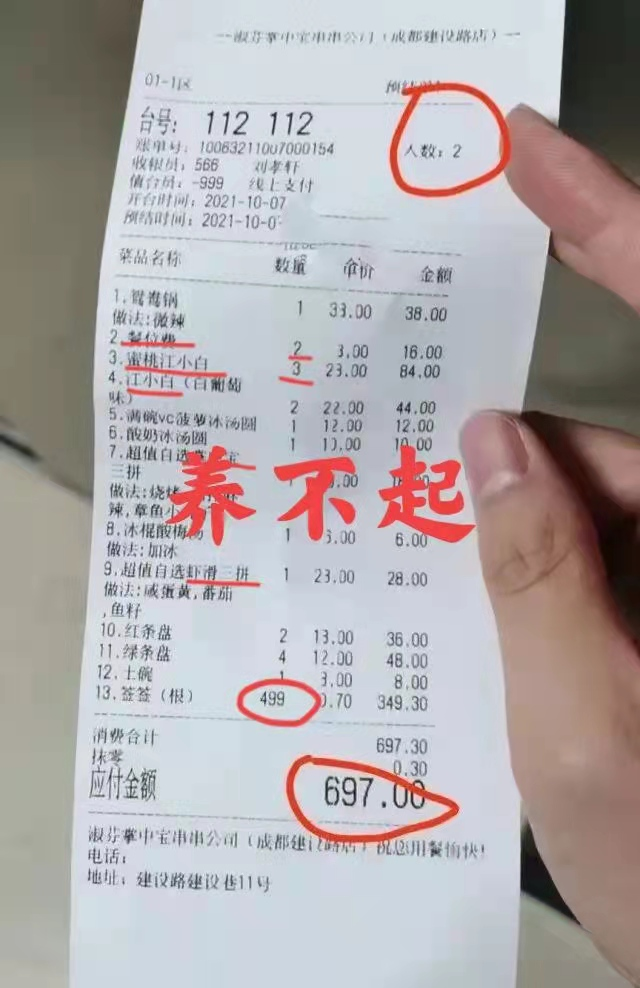 一淑芬掌中宝串串公司(成都建设路店)一
01-1区
台号: 112 112
人数: 2
账单号: 10063211007000154
收银员: 566 刘孝轩
值台员: -999 线上支付
开台时间: 2021-10-07
预结时间: 2021-10-0
菜品名称 数量 单价 金额
1.鸳鸯锅 1 38.00
做法:微辣
2.餐位费 2 16.00
3.蜜桃江小白 3 84.00
4.江小白(白葡萄味) 2 22.00 44.00
5.满碗vc菠萝冰汤圆 1 12.00 12.00
6.酸奶冰汤圆 1 10.00 10.00
7.超值自选
三拼 1
做法:烧烤
辣,章鱼小
8.冰棍酸梅汤 1 6.00
做法:加冰
9.超值自选虾滑三拼 1 28.00
做法:咸蛋黄,番茄
,鱼籽
10.红条盘 2 36.00
11.绿条盘 4 12.00 48.00
12.土碗 1 8.00
13.签签(根) 499 0.70 349.30
消费合计 697.30
抹零 0.30
应付金额 697.00
淑芬掌中宝串串公司(成都建设路店)祝您用餐愉快!
电话:
地址: 建设路建设巷11号
养不起